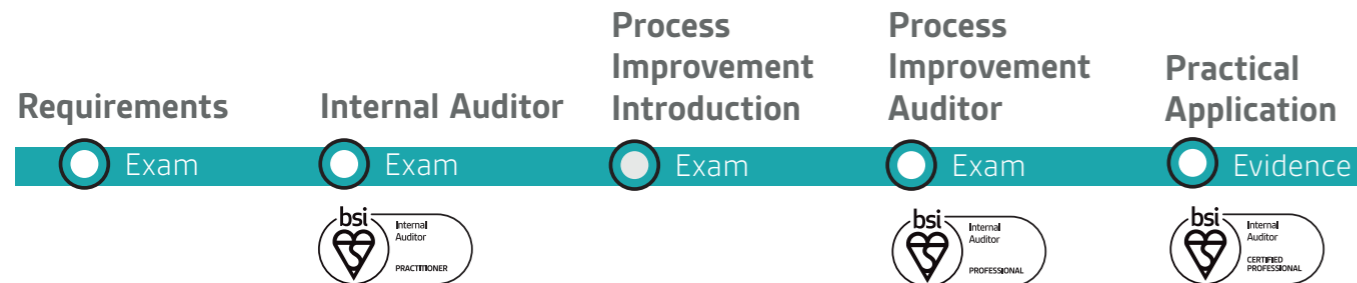 Requirements
Exam
Internal Auditor
Exam
bsi
Internal
Auditor
PRACTITIONER
Process
Improvement
Introduction
Exam
Process
Improvement
Auditor
Exam
bsi
Internal
Auditor
PROFESSIONAL
Practical
Application
Evidence
bsi
Internal
Auditor
CERTIFIED
PROFESSIONAL